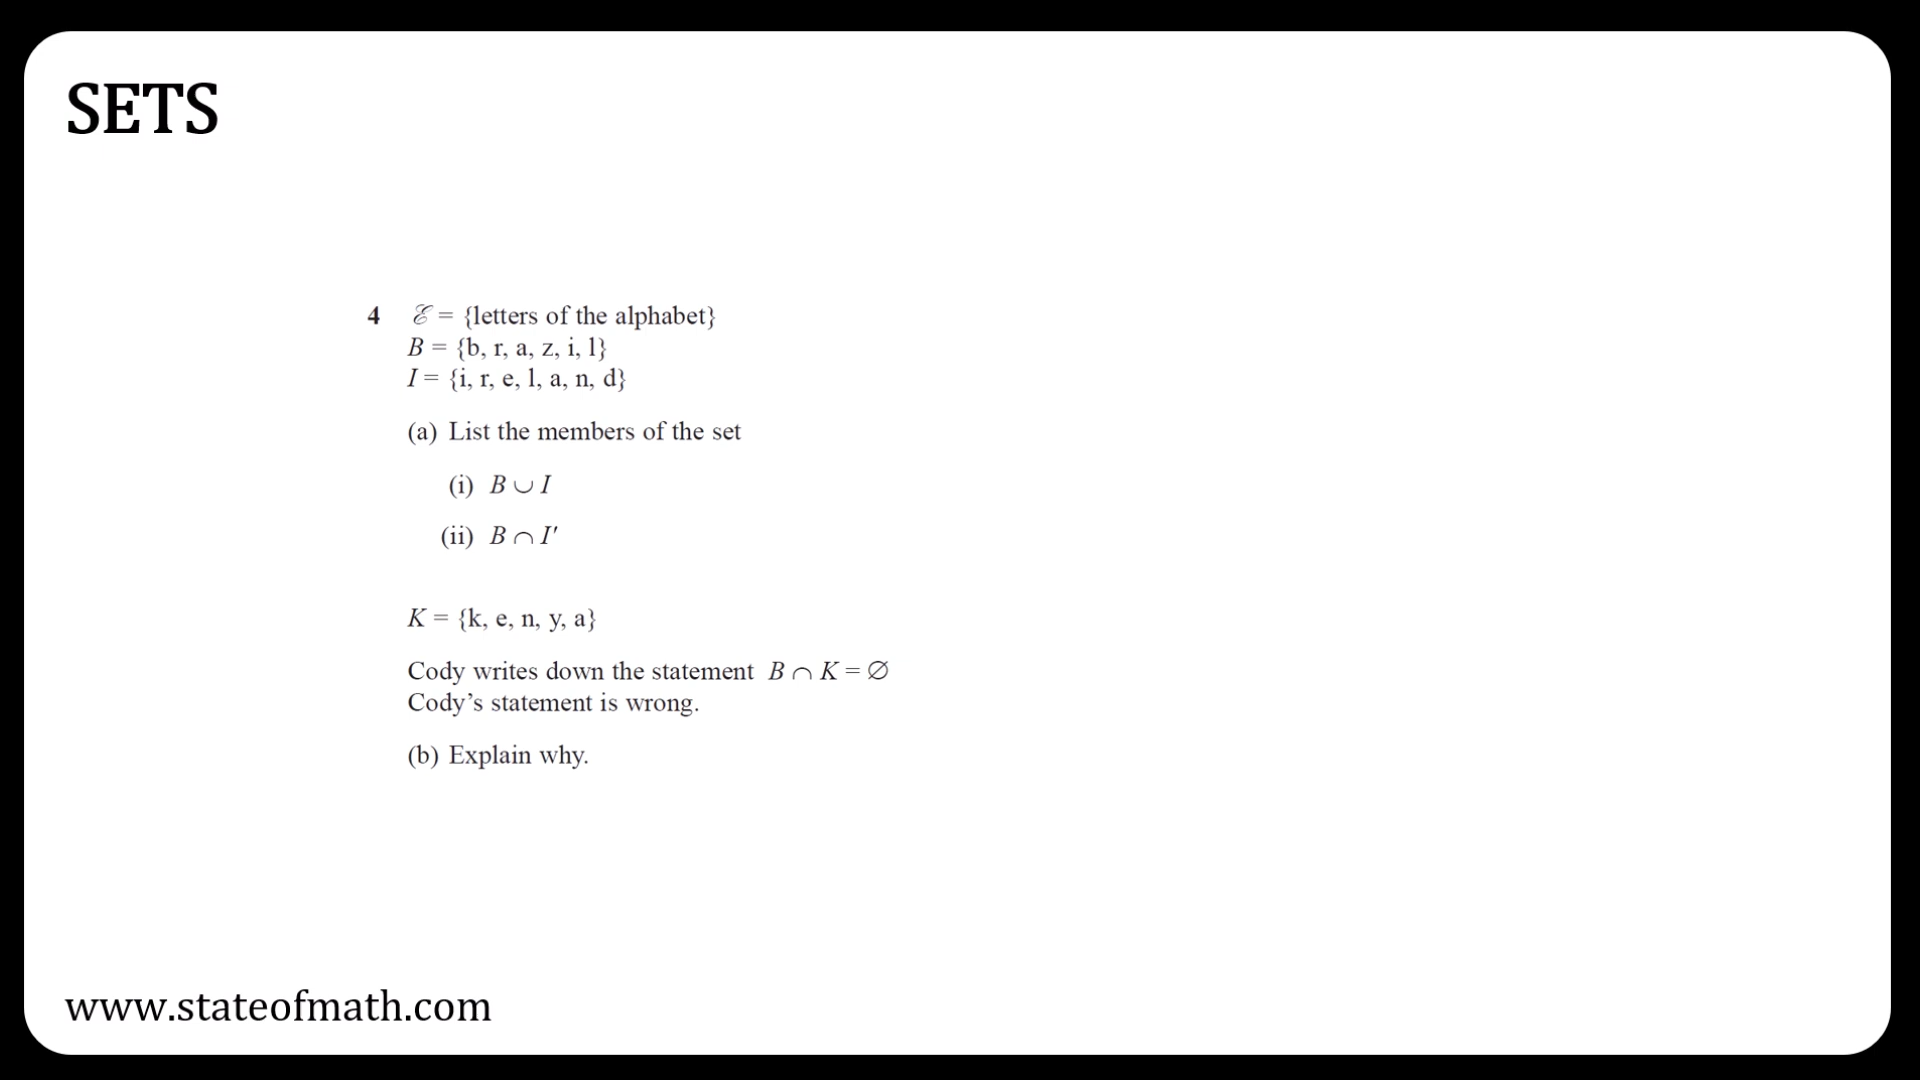 SETS
4 ℰ = {letters of the alphabet}
B = {b, r, a, z, i, l}
I = {i, r, e, l, a, n, d}
(a) List the members of the set
(i) B ∪ I
(ii) B ∩ I′
K = {k, e, n, y, a}
Cody writes down the statement B ∩ K = ∅
Cody’s statement is wrong.
(b) Explain why.
www.stateofmath.com